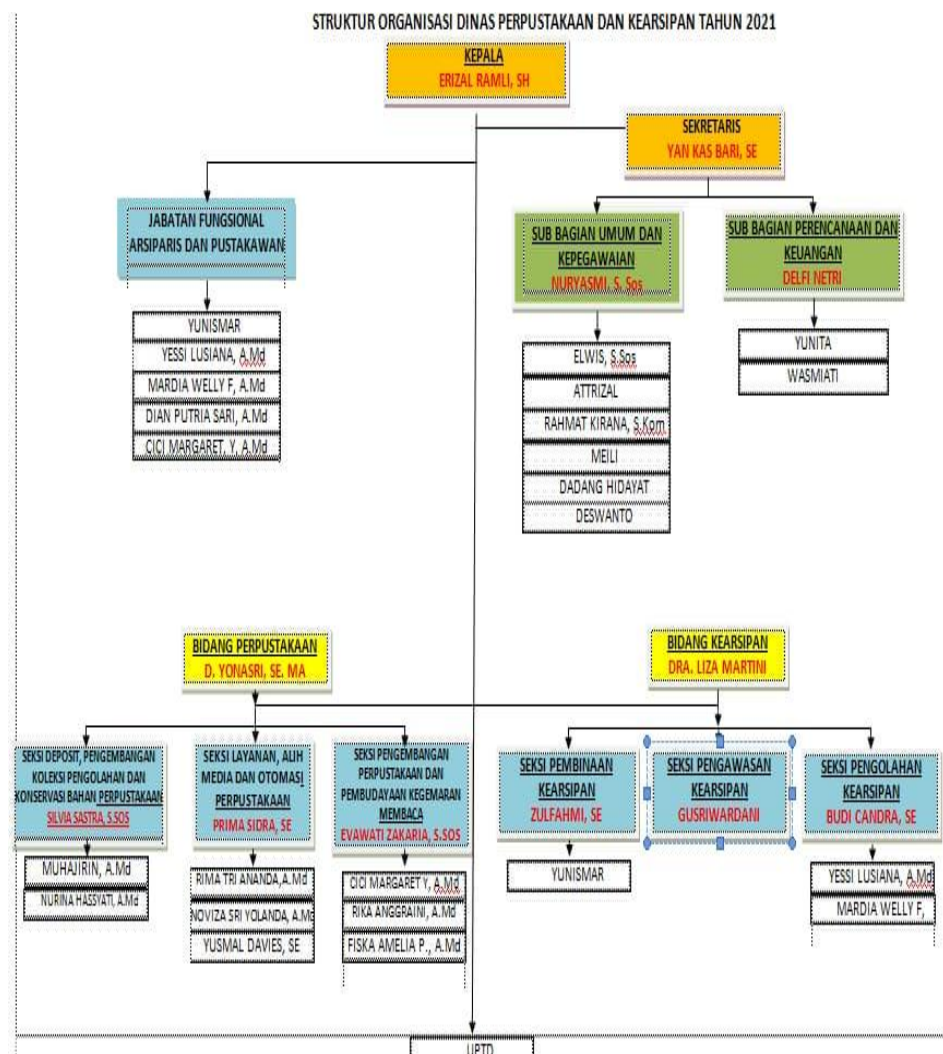 STRUKTUR ORGANISASI DINAS PERPUSTAKAAN DAN KEARSIPAN TAHUN 2021
KEPALA
ERIZAL RAMLI, SH
SEKRETARIS
YAN KAS BARI, SE
JABATAN FUNGSIONAL
ARSIPARIS DAN PUSTAKAWAN
SUB BAGIAN UMUM DAN
KEPEGAWAIAN
NURYASMI, S. Sos
SUB BAGIAN PERENCANAAN DAN
KEUANGAN
DELFI NETRI
YUNISMAR
YESSI LUSIANA, A.Md
MARDIA WELLY F, A.Md
DIAN PUTRIA SARI, A.Md
CICI MARGARET, Y, A.Md
ELWIS, S.Sos
ATTRIZAL
RAHMAT KIRANA, S.Kom
MEILI
DADANG HIDAYAT
DESWANTO
YUNITA
WASMIATI
BIDANG PERPUSTAKAAN
D. YONASRI, SE. MA
BIDANG KEARSIPAN
DRA. LIZA MARTINI
SEKSI DEPOSIT, PENGEMBANGAN
KOLEKSI PENGOLAHAN DAN
KONSERVASI BAHAN PERPUSTAKAAN
SILVIA SASTRA, S.SOS
SEKSI LAYANAN, ALIH
MEDIA DAN OTOMASI
PERPUSTAKAAN
PRIMA SIDRA, SE
SEKSI PENGEMBANGAN
PERPUSTAKAAN DAN
PEMBUDAYAAN KEGEMARAN
MEMBACA
EVAWATI ZAKARIA, S.SOS
SEKSI PEMBINAAN
KEARSIPAN
ZULFAHMI, SE
SEKSI PENGAWASAN
KEARSIPAN
GUSRIWARDANI
SEKSI PENGOLAHAN
KEARSIPAN
BUDI CANDRA, SE
MUHAJIRIN, A.Md
NURINA HASSYATI, A.Md
RIMA TRI ANANDA,A.Md
NOVIZA SRI YOLANDA, A.Md
YUSMAL DAVIES, SE
CICI MARGARET Y, A.Md
RIKA ANGGRAINI, A.Md
FISKA AMELIA P., A.Md
YUNISMAR
YESSI LUSIANA, A.Md
MARDIA WELLY F,
UPTD